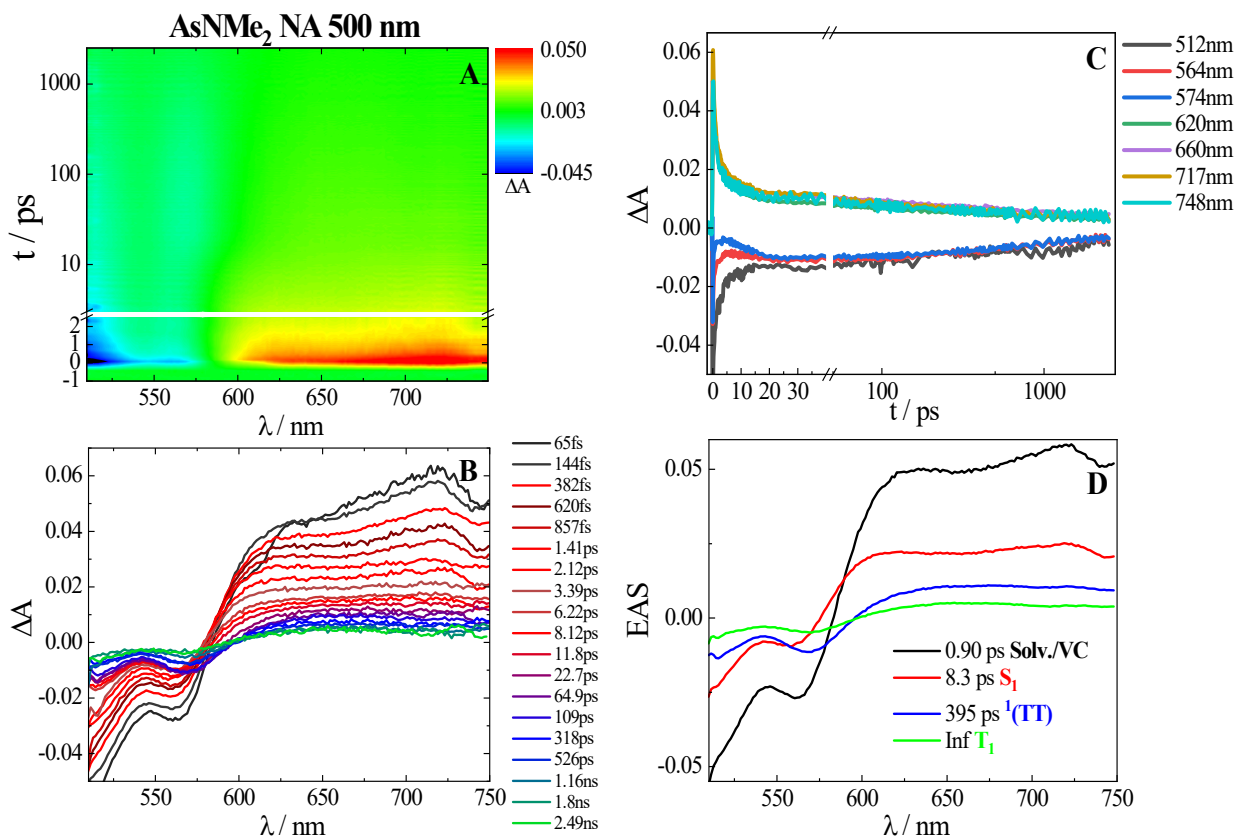 AsNMe₂ NA 500 nm
A
0.050
0.003
-0.045
ΔA
1000
100
10
2
1
0
-1
t / ps
550 600 650 700
λ / nm
C
0.06
0.04
0.02
0.00
-0.02
-0.04
ΔA
0 10 20 30 100 1000
t / ps
512nm
564nm
574nm
620nm
660nm
717nm
748nm
B
0.06
0.04
0.02
0.00
-0.02
-0.04
ΔA
550 600 650 700 750
λ / nm
65fs
144fs
382fs
620fs
857fs
1.41ps
2.12ps
3.39ps
6.22ps
8.12ps
11.8ps
22.7ps
64.9ps
109ps
318ps
526ps
1.16ns
1.8ns
2.49ns
D
0.05
0.00
-0.05
EAS
0.90 ps Solv./VC
8.3 ps S₁
395 ps ¹(TT)
Inf T₁
550 600 650 700 750
λ / nm